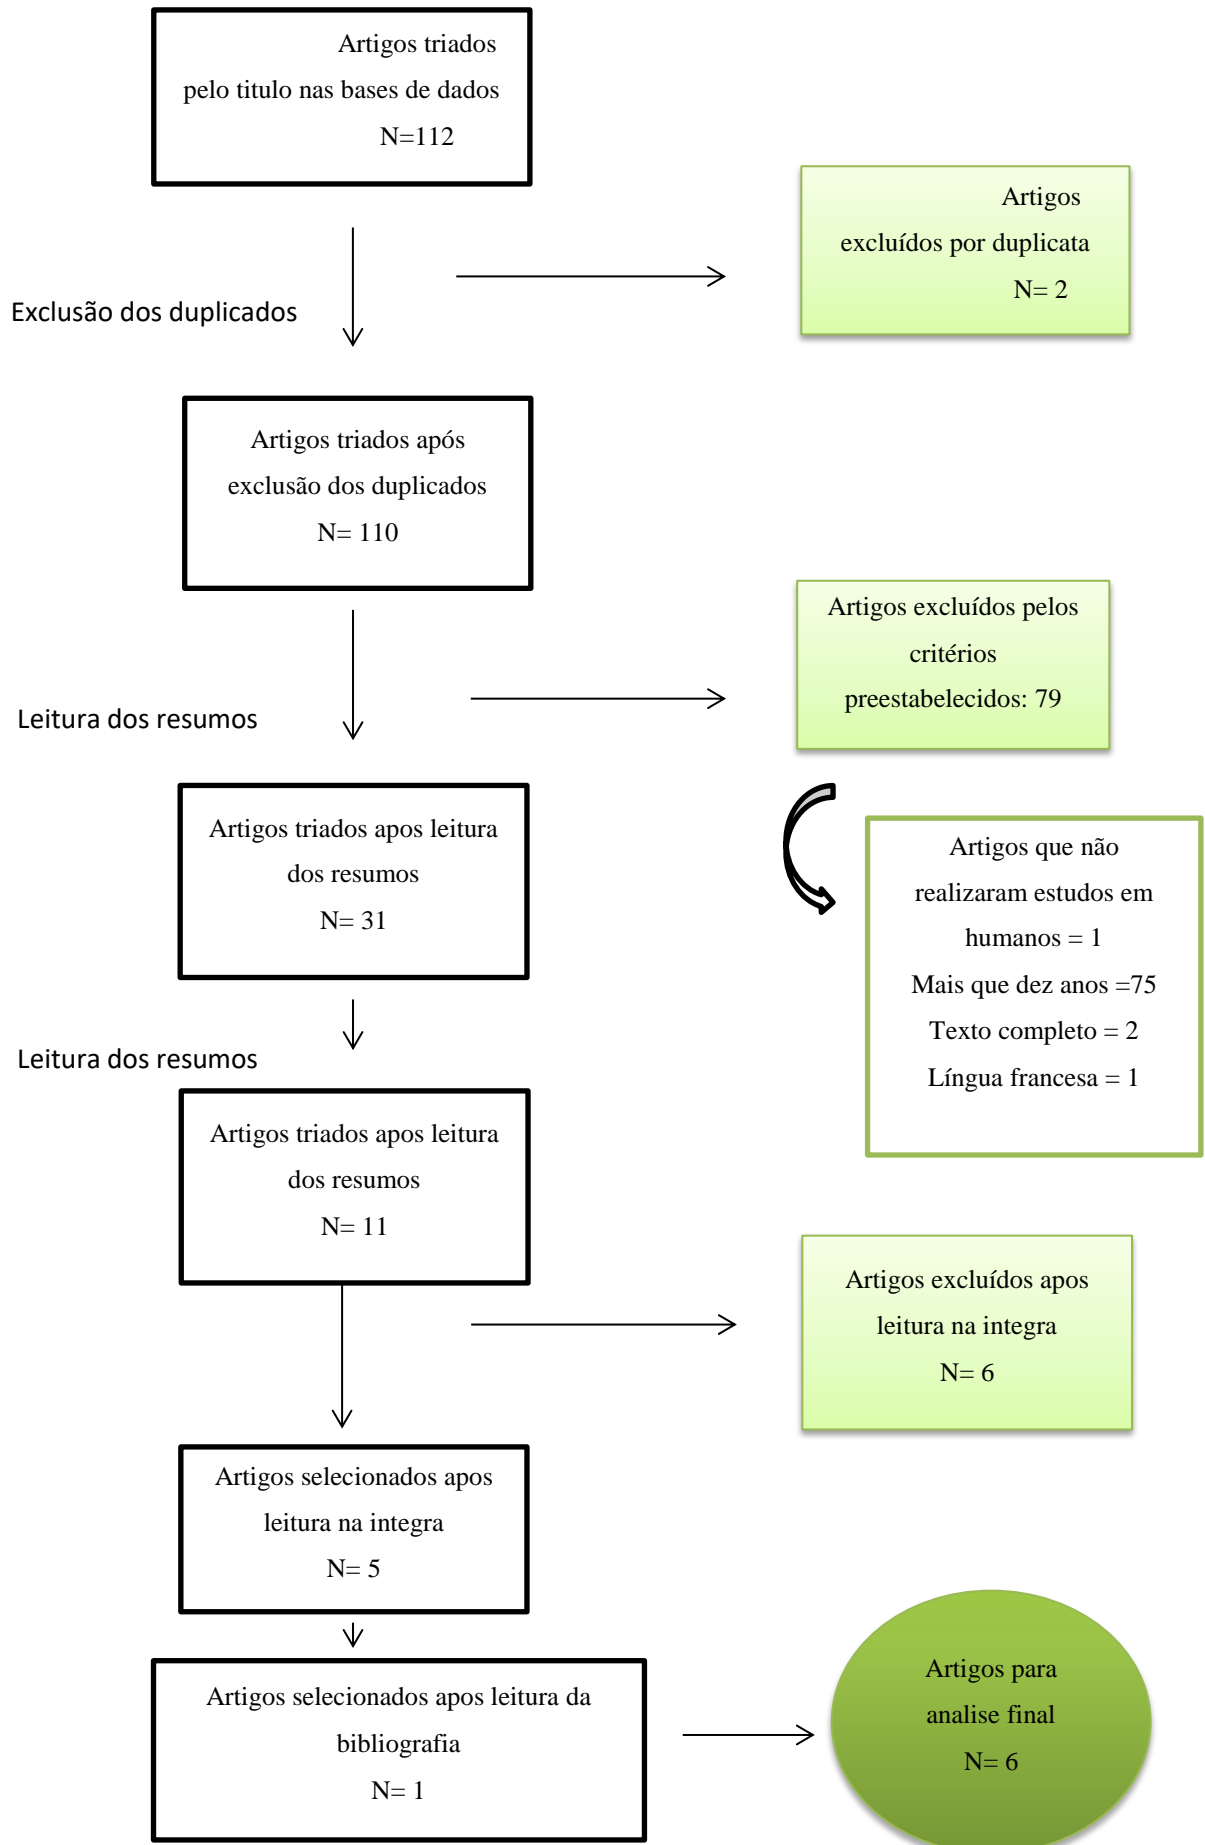 Artigos triados
pelo titulo nas bases de dados
N=112
Artigos
excluídos por duplicata
N= 2
Exclusão dos duplicados
Artigos triados após
exclusão dos duplicados
N= 110
Artigos excluídos pelos
critérios
preestabelecidos: 79
Leitura dos resumos
Artigos triados apos leitura
dos resumos
N= 31
Artigos que não
realizaram estudos em
humanos = 1
Mais que dez anos =75
Texto completo = 2
Língua francesa = 1
Leitura dos resumos
Artigos triados apos leitura
dos resumos
N= 11
Artigos excluídos apos
leitura na integra
N= 6
Artigos selecionados apos
leitura na integra
N= 5
Artigos selecionados apos leitura da
bibliografia
N= 1
Artigos para
analise final
N= 6